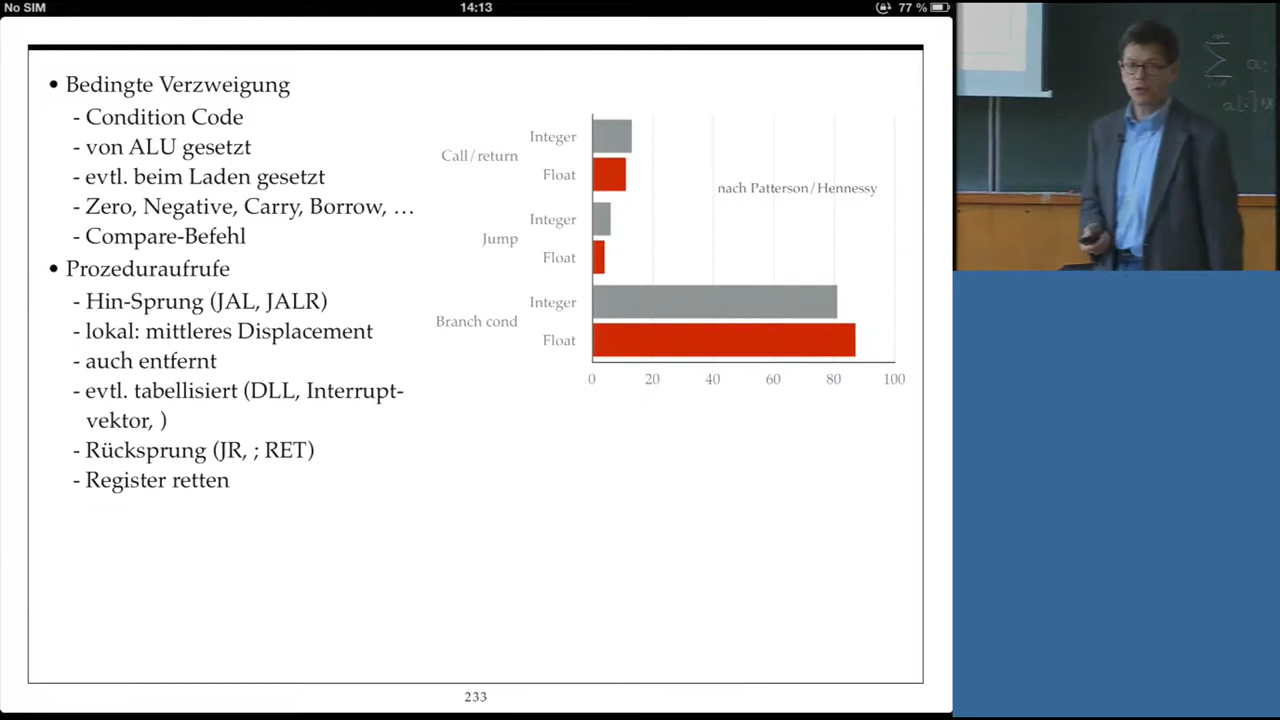 No SIM
14:13
77 %
• Bedingte Verzweigung
- Condition Code
- von ALU gesetzt
- evtl. beim Laden gesetzt
- Zero, Negative, Carry, Borrow, …
- Compare-Befehl
• Prozeduraufrufe
- Hin-Sprung (JAL, JALR)
- lokal: mittleres Displacement
- auch entfernt
- evtl. tabellisiert (DLL, Interrupt-
vektor, )
- Rücksprung (JR, ; RET)
- Register retten
Call/return
Integer
Float
Jump
Integer
Float
Branch cond
Integer
Float
nach Patterson/Hennessy
0 20 40 60 80 100
233